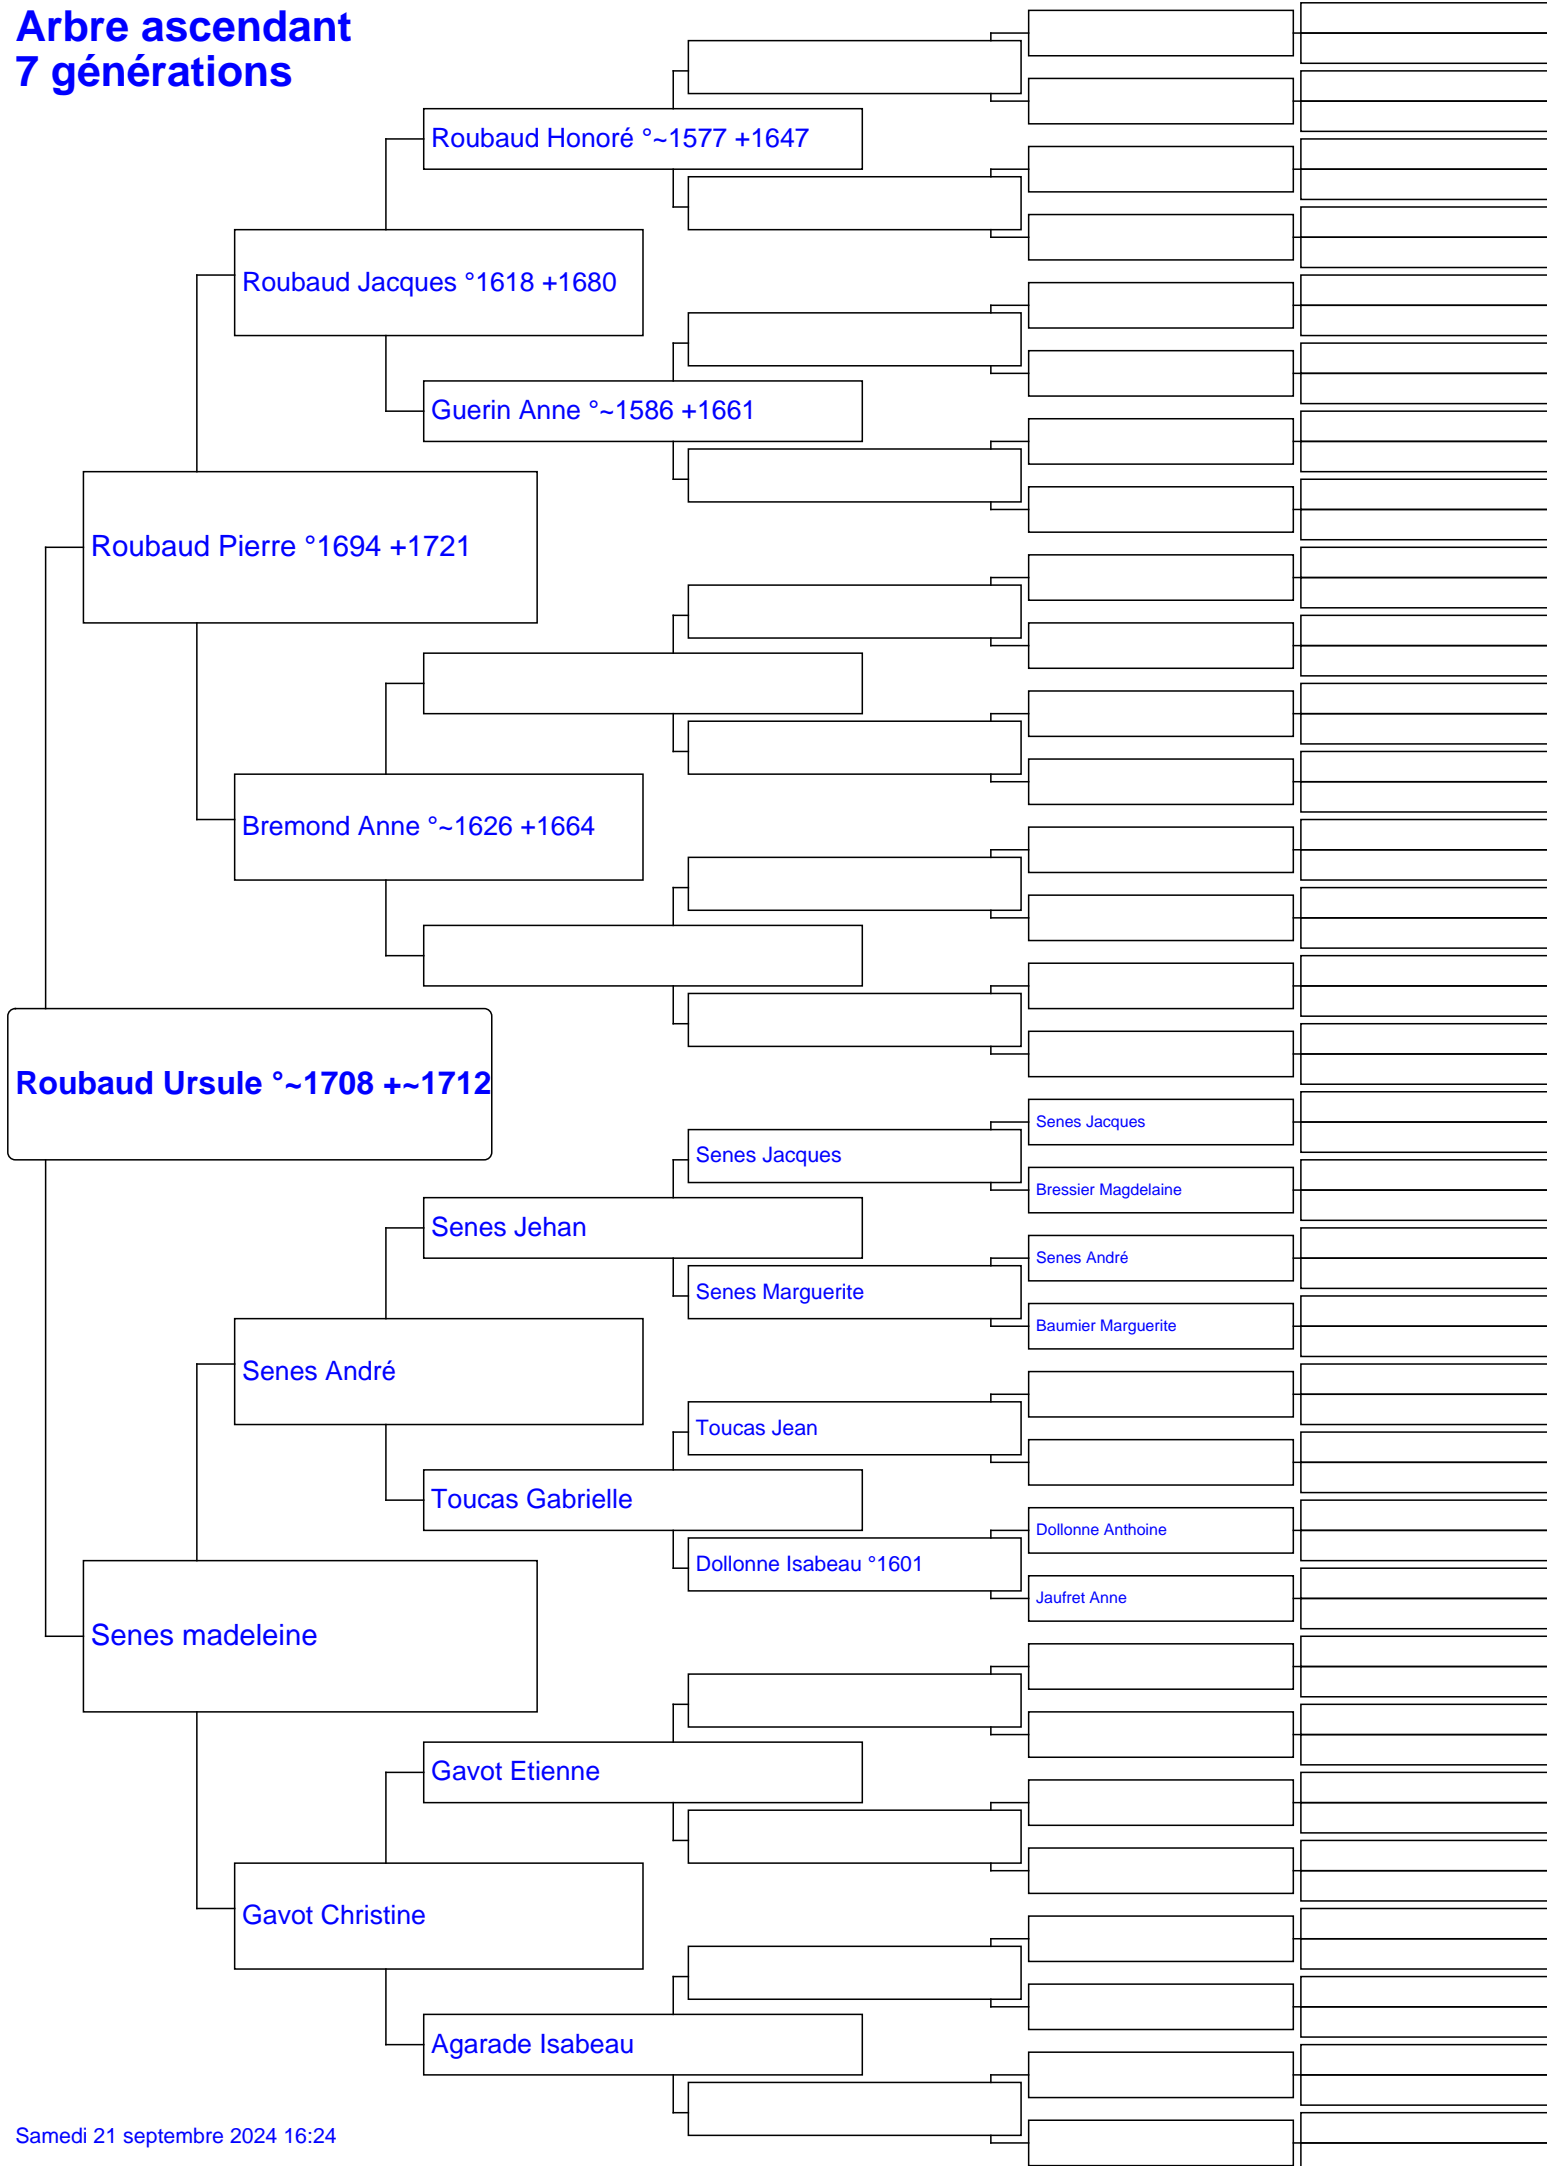 Arbre ascendant
7 générations
Roubaud Honoré °~1577 +1647
Roubaud Jacques °1618 +1680
Guerin Anne °~1586 +1661
Roubaud Pierre °1694 +1721
Bremond Anne °~1626 +1664
Roubaud Ursule °~1708 +~1712
Senes Jacques
Senes Jacques
Bressier Magdelaine
Senes Jehan
Senes André
Senes Marguerite
Baumier Marguerite
Senes André
Toucas Jean
Toucas Gabrielle
Dollonne Anthoine
Dollonne Isabeau °1601
Jaufret Anne
Senes madeleine
Gavot Etienne
Gavot Christine
Agarade Isabeau
Samedi 21 septembre 2024 16:24